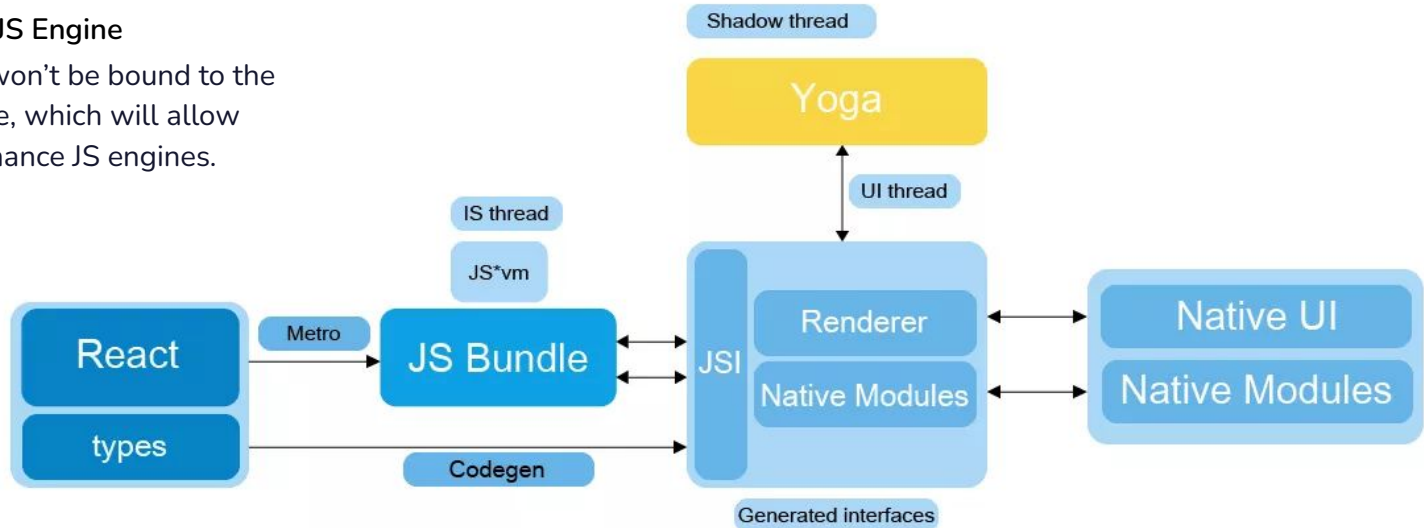 JS Engine
won't be bound to the
e, which will allow
nance JS engines.
Shadow thread
Yoga
UI thread
IS thread
JS*vm
React
types
Metro
JS Bundle
Codegen
JSI
Renderer
Native Modules
Generated interfaces
Native UI
Native Modules